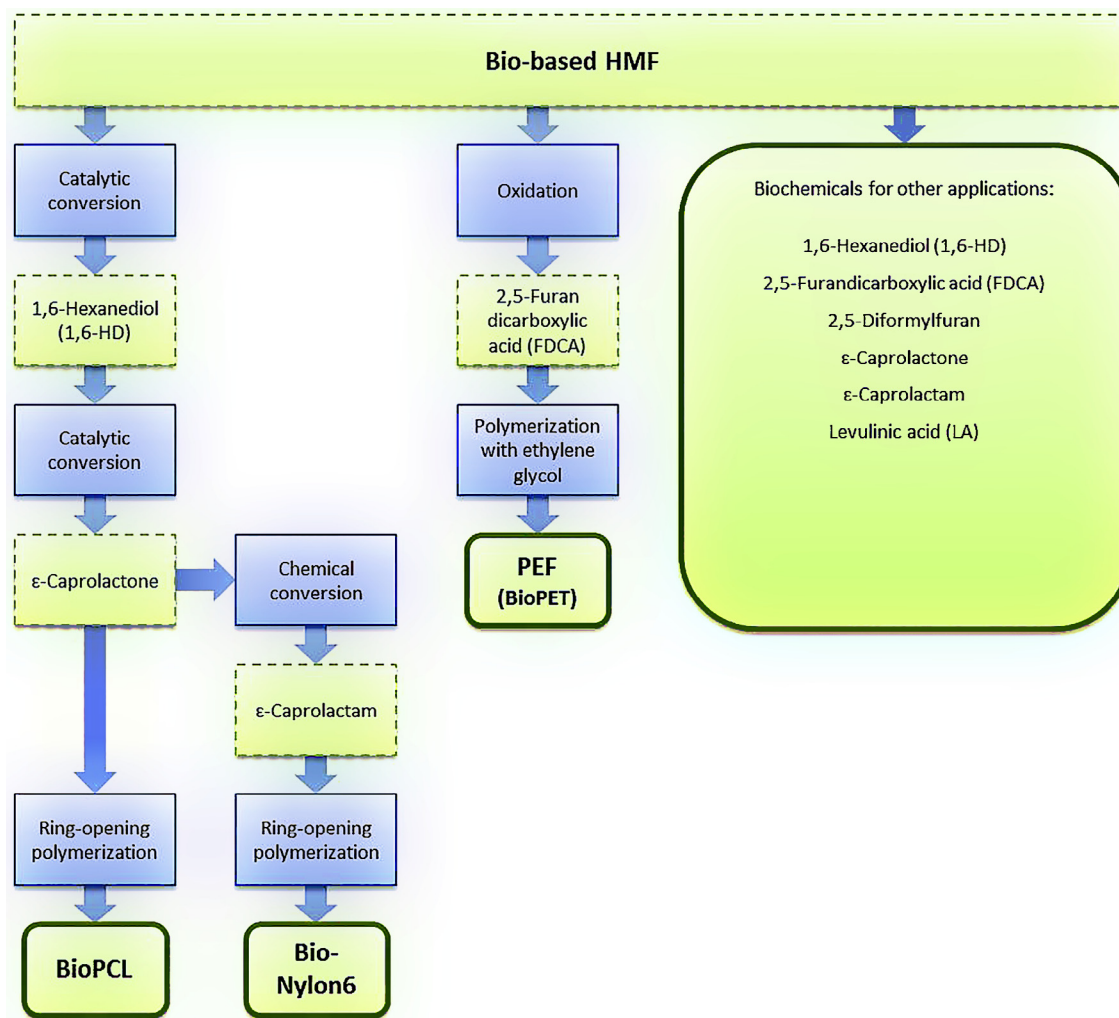 Bio-based HMF
Catalytic
conversion
1,6-Hexanediol
(1,6-HD)
Catalytic
conversion
ε-Caprolactone
Chemical
conversion
ε-Caprolactam
Ring-opening
polymerization
BioPCL
Ring-opening
polymerization
Bio-
Nylon6
Oxidation
2,5-Furan
dicarboxylic
acid (FDCA)
Polymerization
with ethylene
glycol
PEF
(BioPET)
Biochemicals for other applications:
1,6-Hexanediol (1,6-HD)
2,5-Furandicarboxylic acid (FDCA)
2,5-Diformylfuran
ε-Caprolactone
ε-Caprolactam
Levulinic acid (LA)